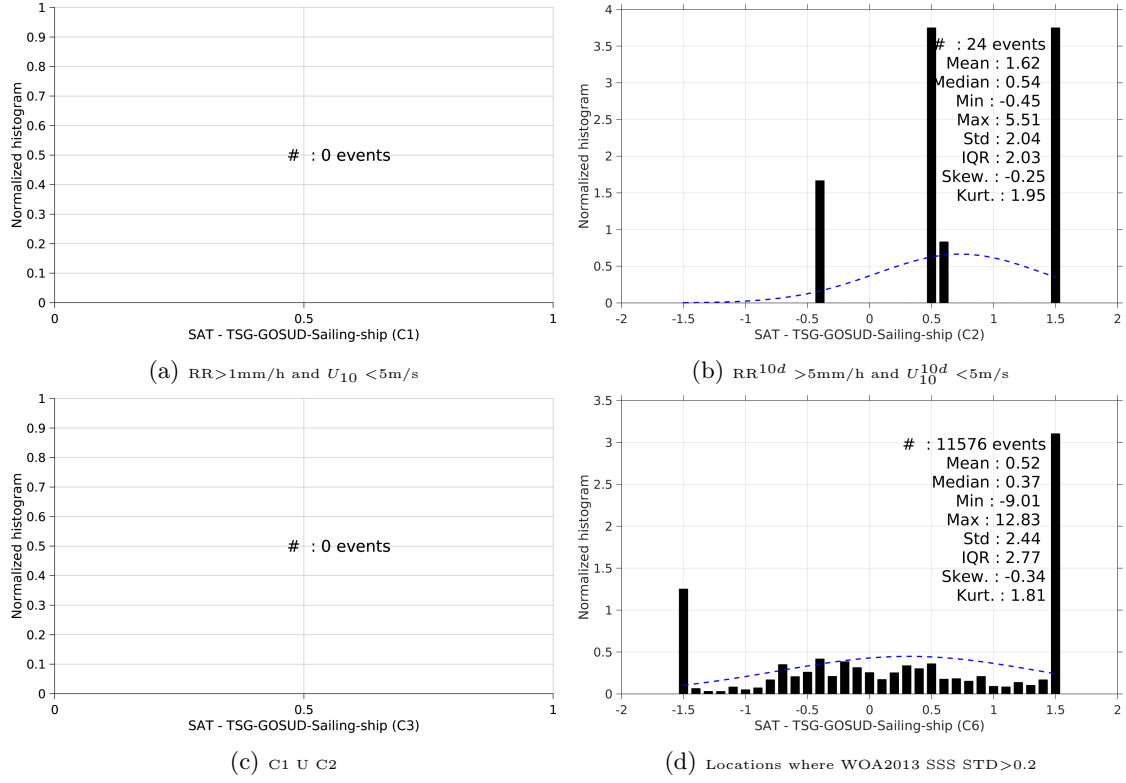 1
0.9
0.8
0.7
0.6
0.5
0.4
0.3
0.2
0.1
0
Normalized histogram
# : 0 events
0 0.5 1
SAT - TSG-GOSUD-Sailing-ship (C1)
(a) RR>1mm/h and U10 <5m/s
4
3.5
3
2.5
2
1.5
1
0.5
0
Normalized histogram
# : 24 events
Mean : 1.62
Median : 0.54
Min : -0.45
Max : 5.51
Std : 2.04
IQR : 2.03
Skew. : -0.25
Kurt. : 1.95
-2 -1.5 -1 -0.5 0 0.5 1 1.5 2
SAT - TSG-GOSUD-Sailing-ship (C2)
(b) RR10d >5mm/h and U10d10 <5m/s
1
0.9
0.8
0.7
0.6
0.5
0.4
0.3
0.2
0.1
0
Normalized histogram
# : 0 events
0 0.5 1
SAT - TSG-GOSUD-Sailing-ship (C3)
(c) C1 U C2
3.5
3
2.5
2
1.5
1
0.5
0
Normalized histogram
# : 11576 events
Mean : 0.52
Median : 0.37
Min : -9.01
Max : 12.83
Std : 2.44
IQR : 2.77
Skew. : -0.34
Kurt. : 1.81
-2 -1.5 -1 -0.5 0 0.5 1 1.5 2
SAT - TSG-GOSUD-Sailing-ship (C6)
(d) Locations where WOA2013 SSS STD>0.2